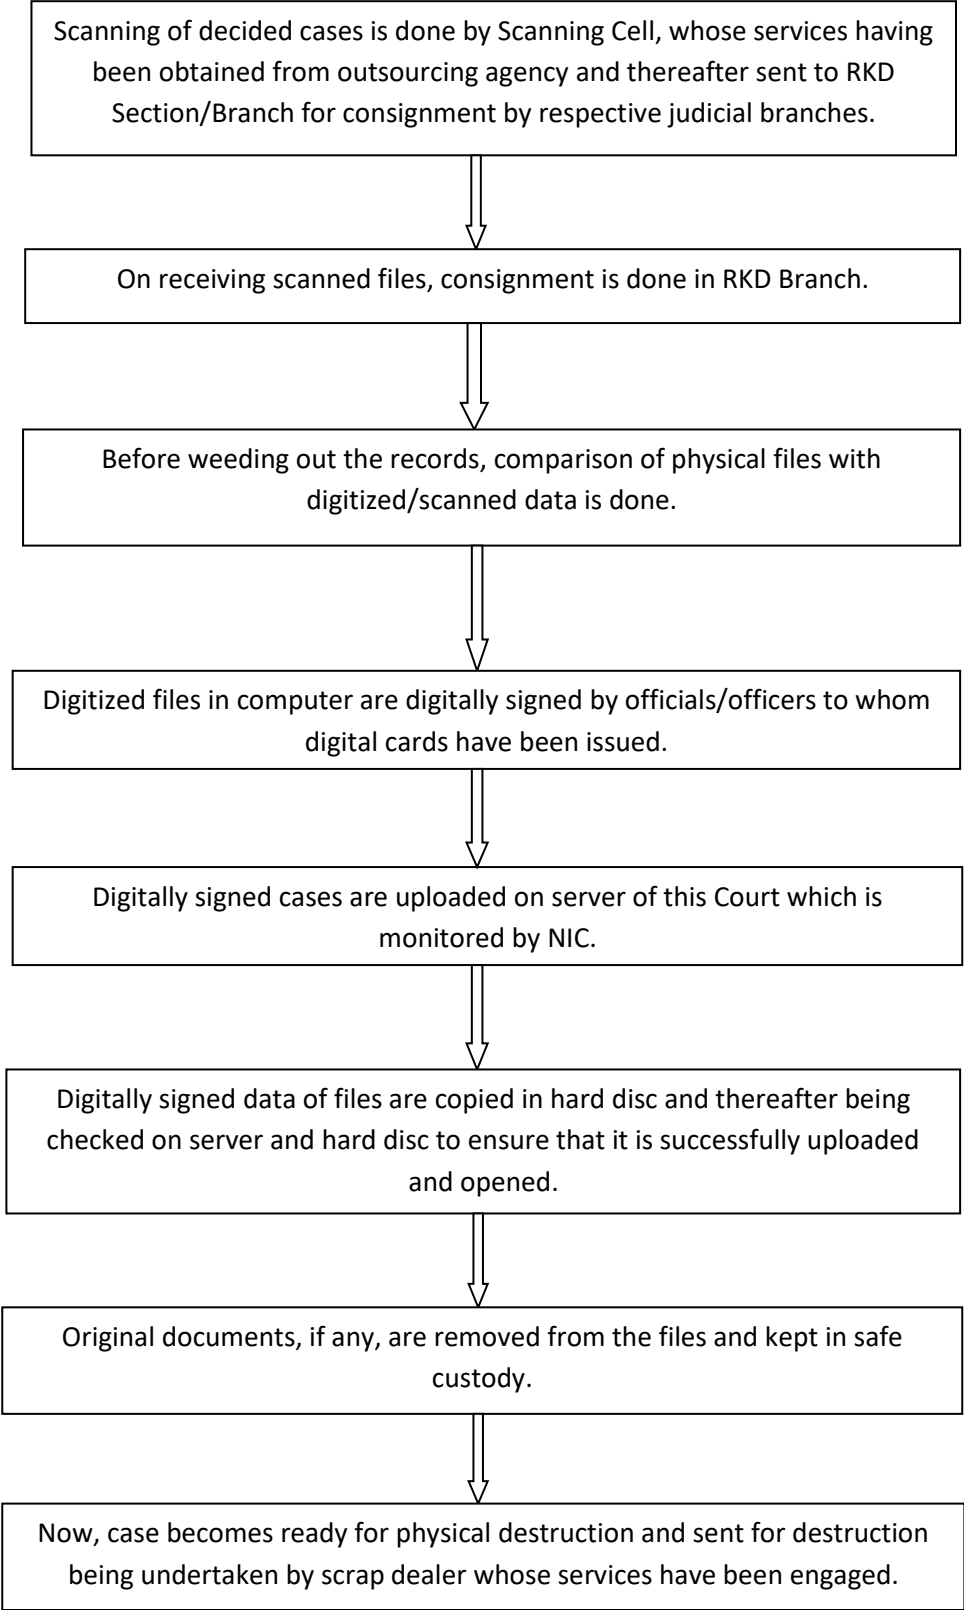 Scanning of decided cases is done by Scanning Cell, whose services having
been obtained from outsourcing agency and thereafter sent to RKD
Section/Branch for consignment by respective judicial branches.
On receiving scanned files, consignment is done in RKD Branch.
Before weeding out the records, comparison of physical files with
digitized/scanned data is done.
Digitized files in computer are digitally signed by officials/officers to whom
digital cards have been issued.
Digitally signed cases are uploaded on server of this Court which is
monitored by NIC.
Digitally signed data of files are copied in hard disc and thereafter being
checked on server and hard disc to ensure that it is successfully uploaded
and opened.
Original documents, if any, are removed from the files and kept in safe
custody.
Now, case becomes ready for physical destruction and sent for destruction
being undertaken by scrap dealer whose services have been engaged.